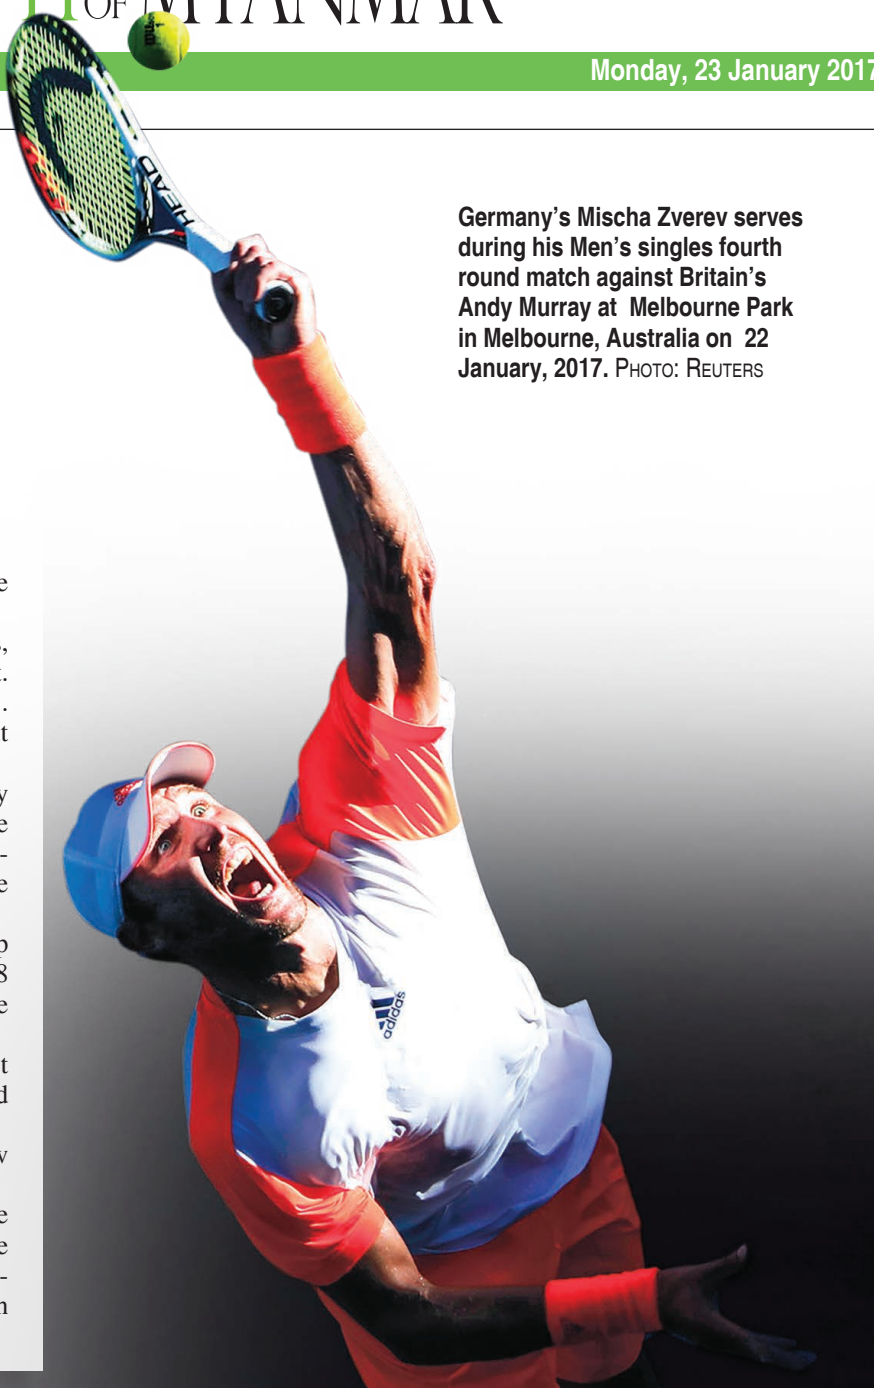 OF MYANMAR
Monday, 23 January 2017
HEAD
Germany’s Mischa Zverev serves
during his Men’s singles fourth
round match against Britain’s
Andy Murray at Melbourne Park
in Melbourne, Australia on 22
January, 2017. PHOTO: REUTERS
adidas